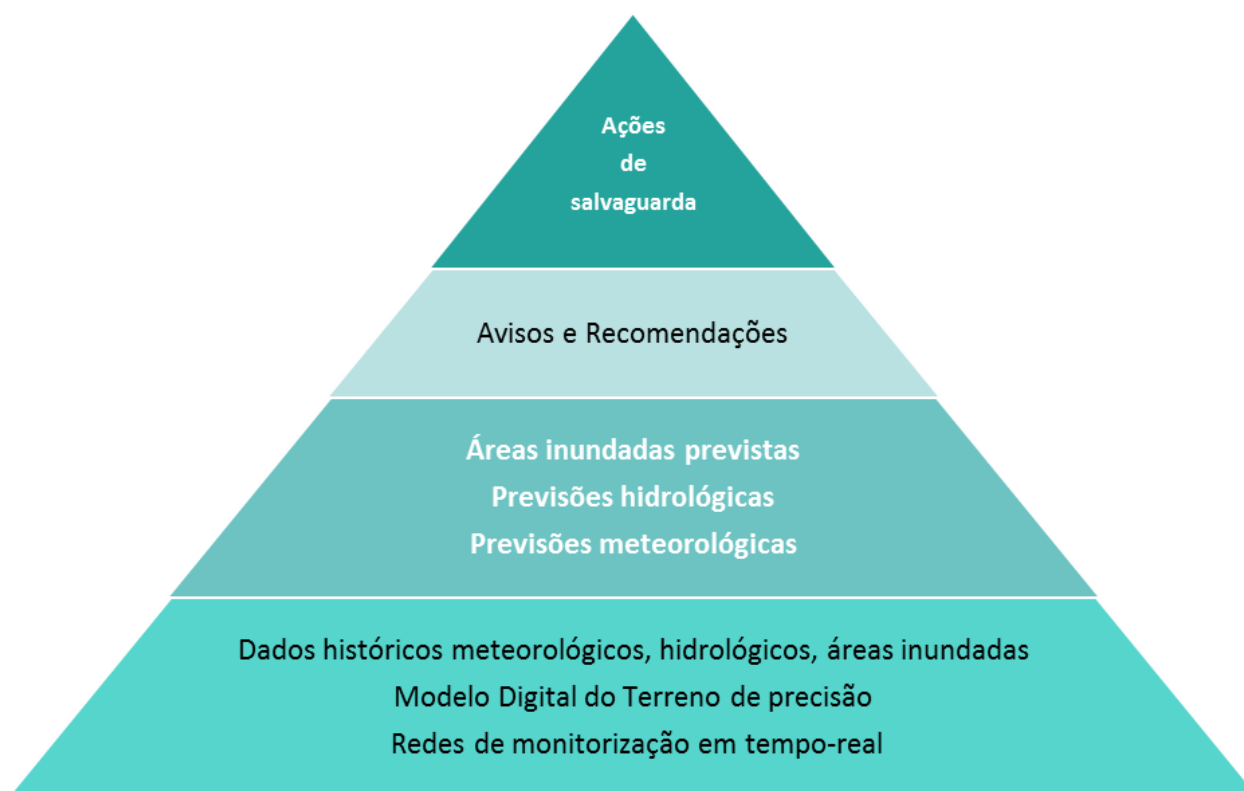 Ações
de
salvaguarda
Avisos e Recomendações
Áreas inundadas previstas
Previsões hidrológicas
Previsões meteorológicas
Dados históricos meteorológicos, hidrológicos, áreas inundadas
Modelo Digital do Terreno de precisão
Redes de monitorização em tempo-real